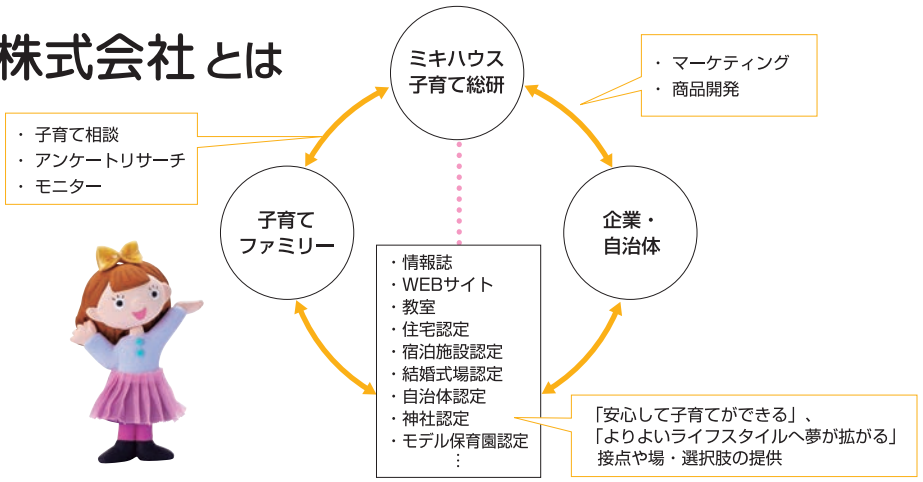 株式会社とは
ミキハウス
子育て総研
・ マーケティング
・ 商品開発
・ 子育て相談
・ アンケートリサーチ
・ モニター
子育て
ファミリー
企業・
自治体
・情報誌
・WEBサイト
・教室
・住宅認定
・宿泊施設認定
・結婚式場認定
・自治体認定
・神社認定
・モデル保育園認定
⋮
「安心して子育てができる」、
「よりよいライフスタイルへ夢が拡がる」
接点や場・選択肢の提供